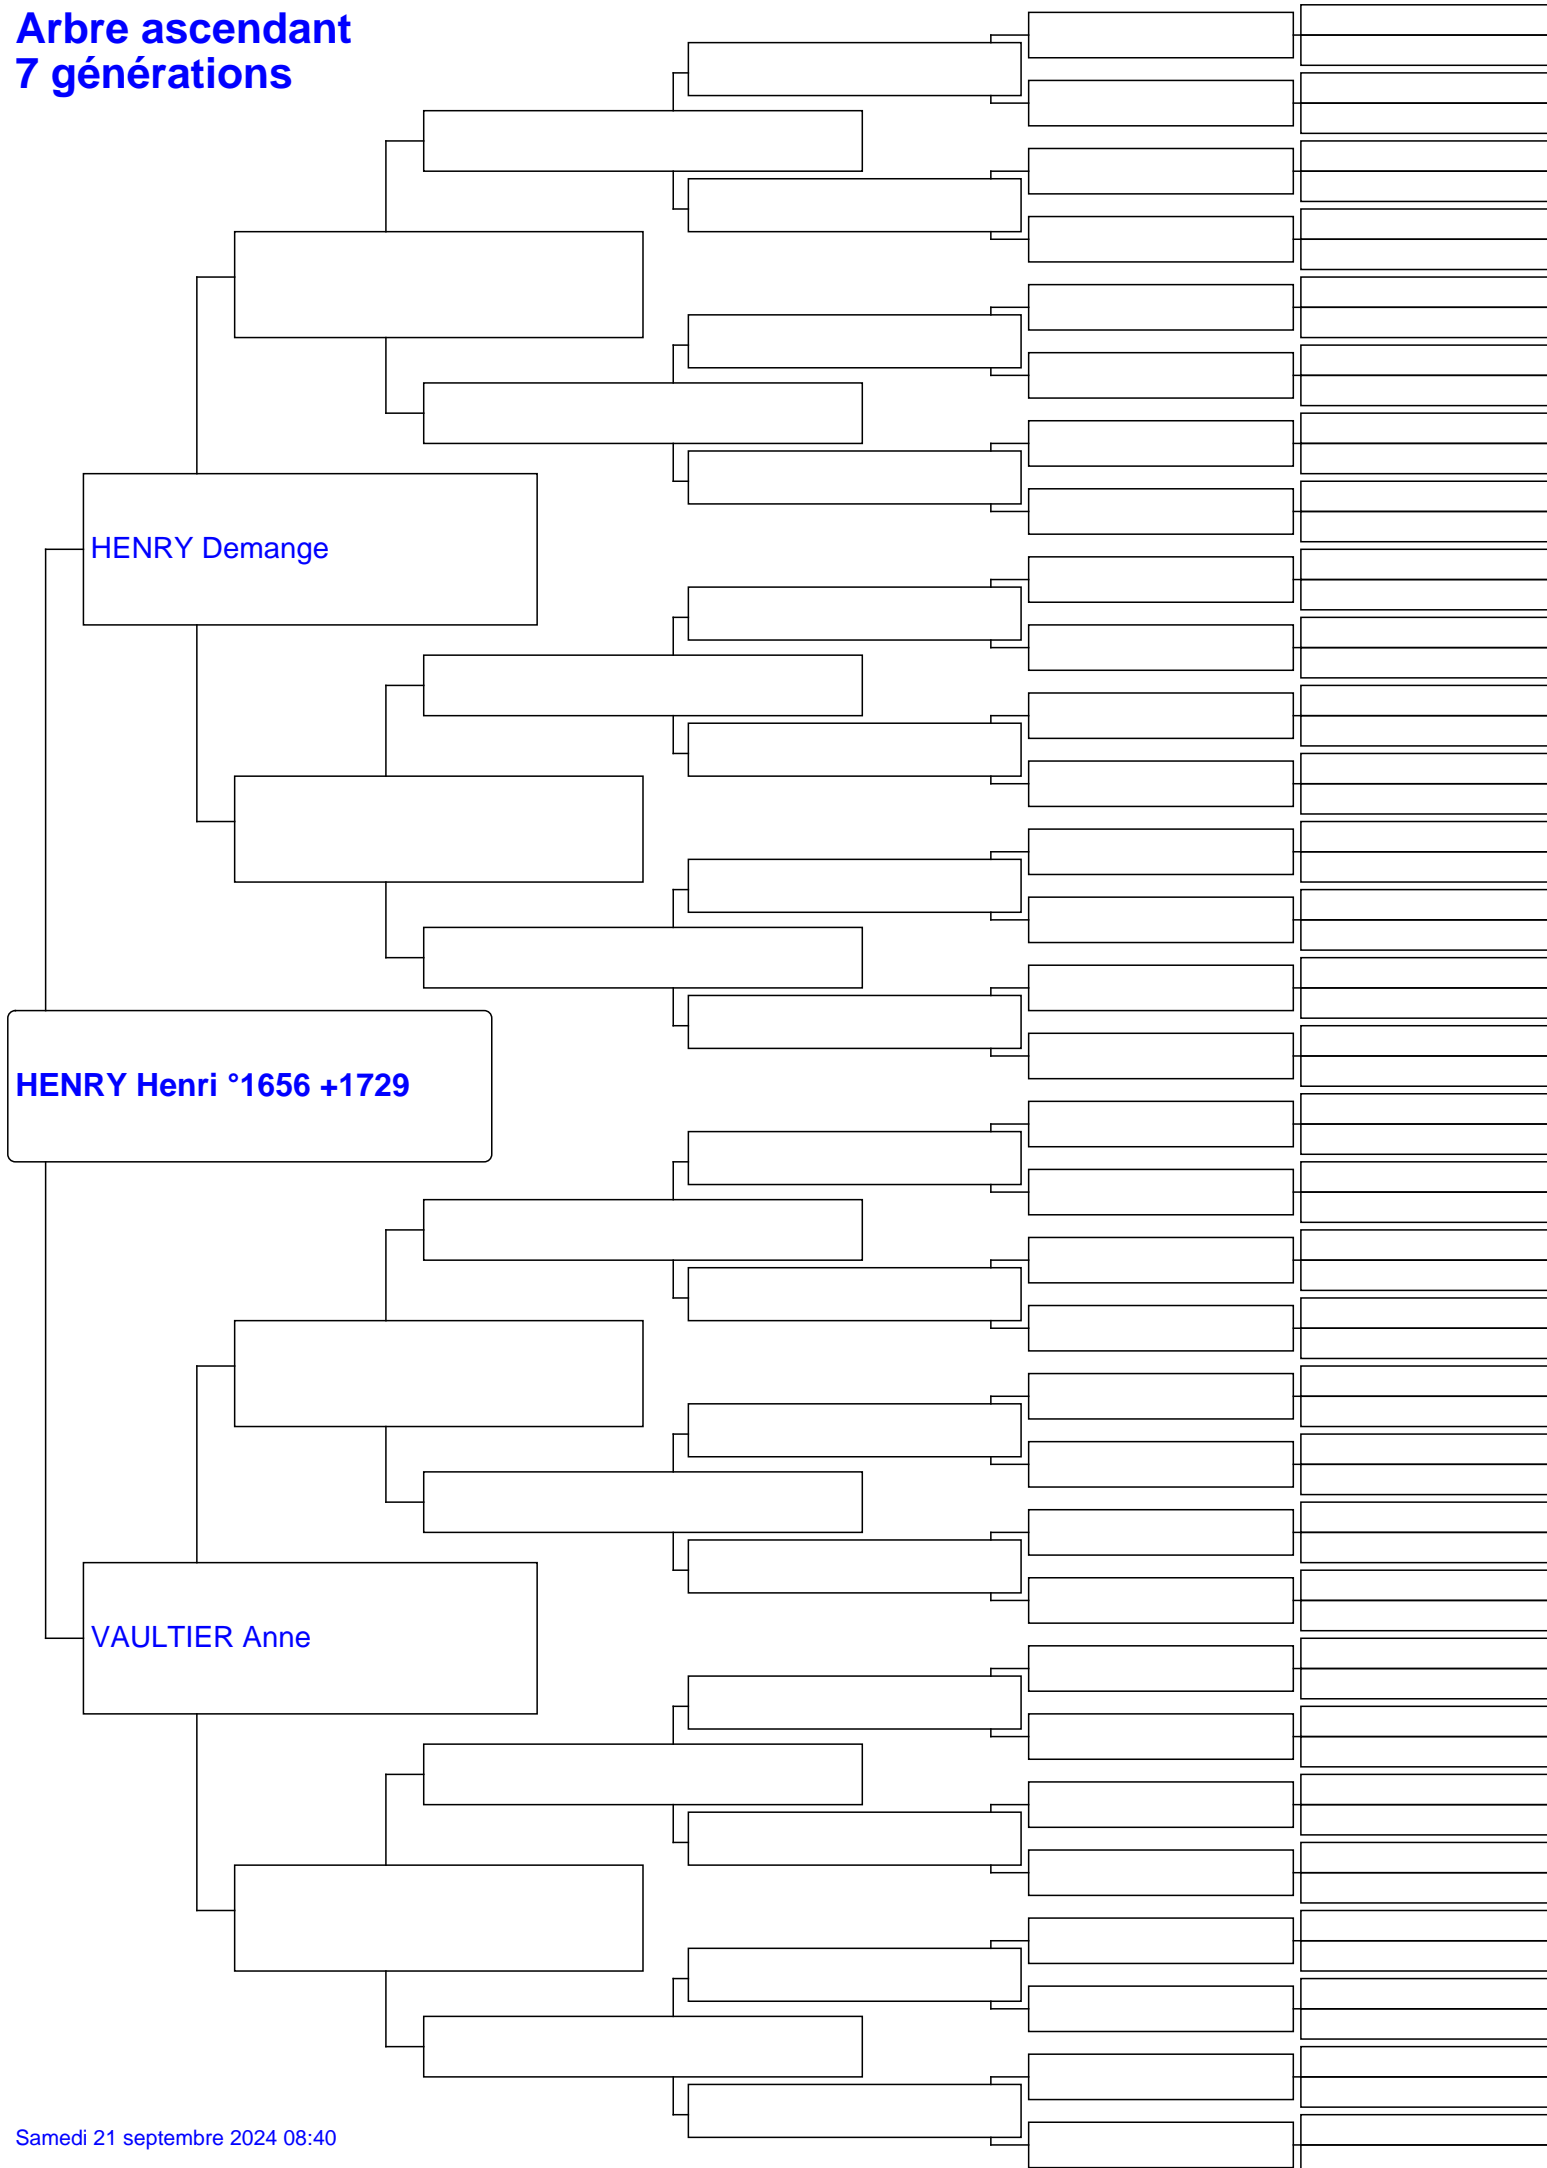 Arbre ascendant
7 générations
HENRY Demange
HENRY Henri °1656 +1729
VAULTIER Anne
Samedi 21 septembre 2024 08:40